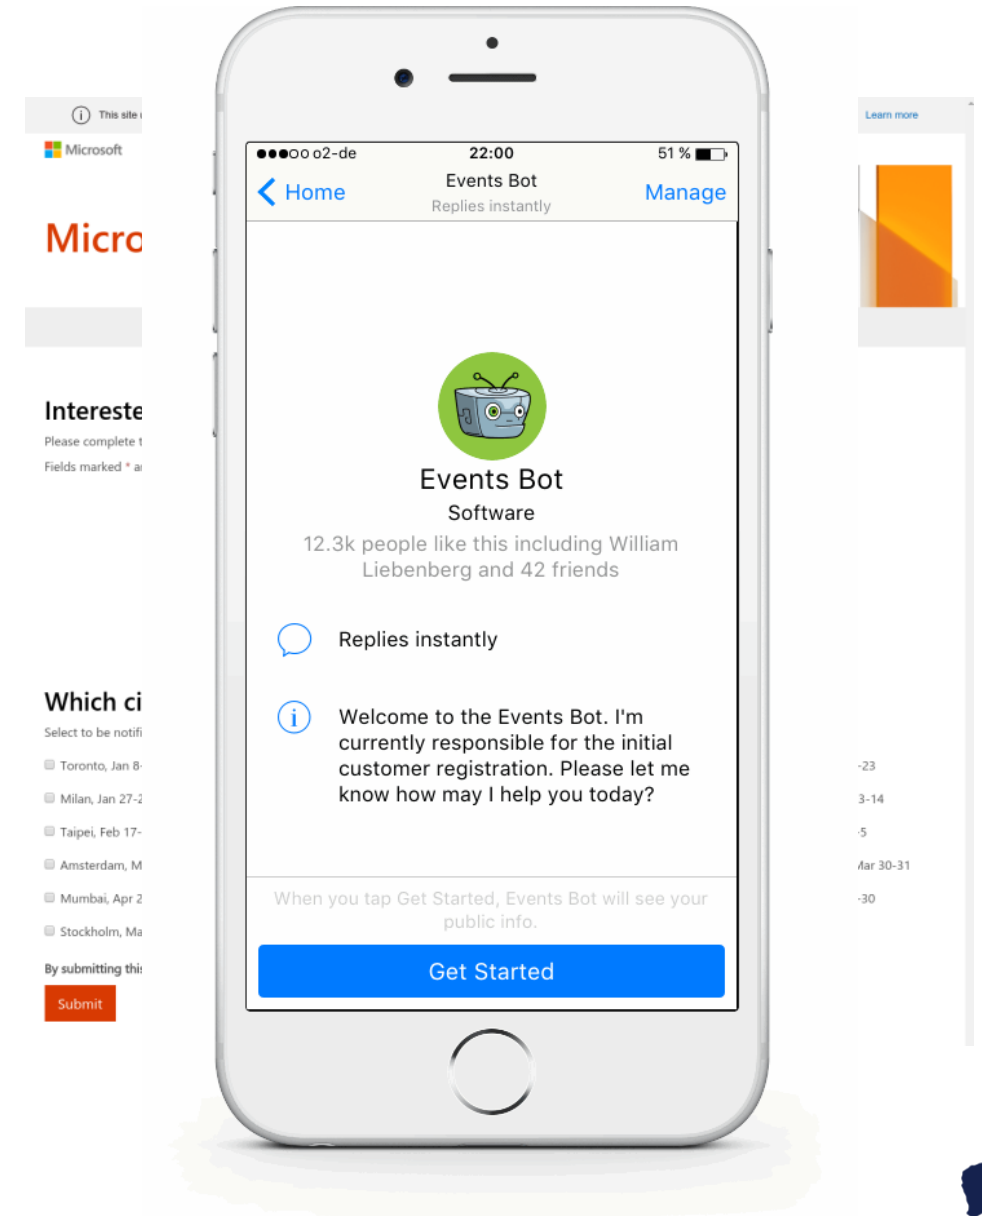 This site
Learn more
Microsoft
Micro
Intereste
Please complete t
Fields marked * a
Which ci
Select to be notifi
Toronto, Jan 8-
-23
Milan, Jan 27-2
3-14
Taipei, Feb 17-
-5
Amsterdam, M
Mar 30-31
Mumbai, Apr 2
-30
Stockholm, Ma
By submitting this
Submit
o2-de 22:00 51 %
Home Events Bot Manage
Replies instantly
Events Bot
Software
12.3k people like this including William
Liebenberg and 42 friends
Replies instantly
Welcome to the Events Bot. I'm
currently responsible for the initial
customer registration. Please let me
know how may I help you today?
When you tap Get Started, Events Bot will see your
public info.
Get Started